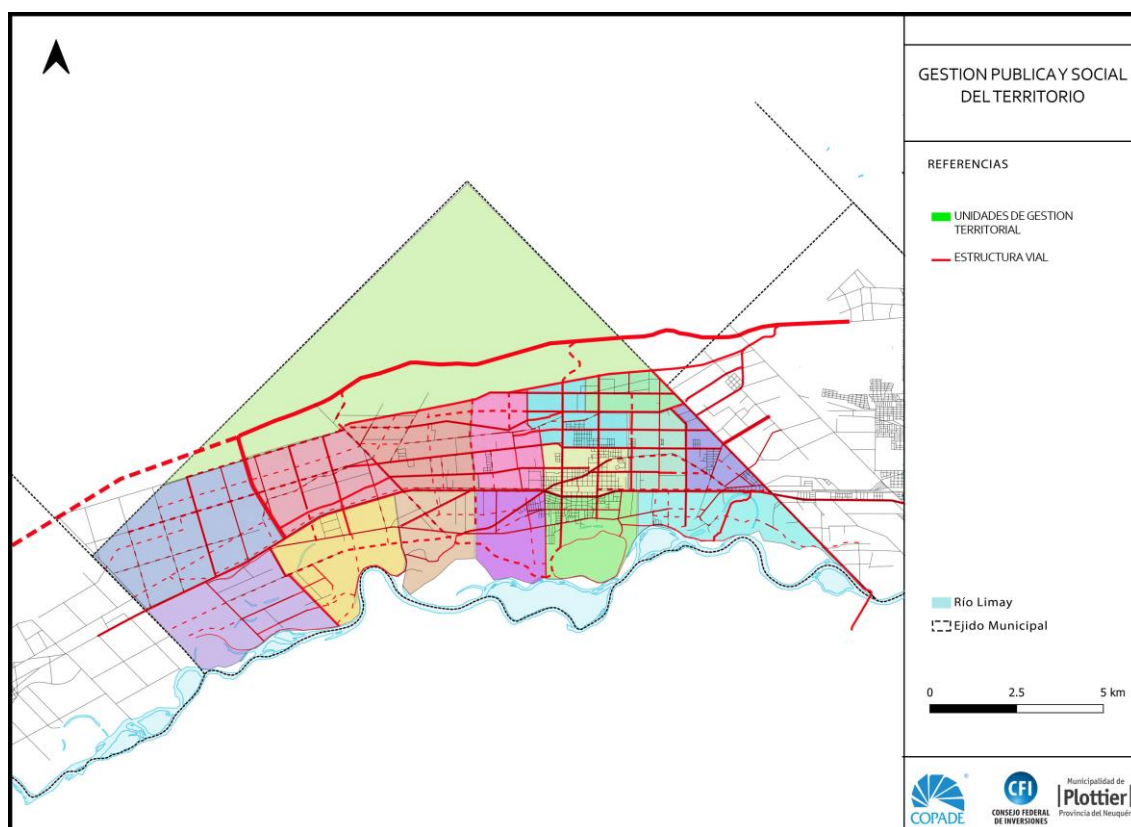 GESTION PUBLICA Y SOCIAL
DEL TERRITORIO
REFERENCIAS
UNIDADES DE GESTION
TERRITORIAL
ESTRUCTURA VIAL
Río Limay
Ejido Municipal
0 2.5 5 km
COPADE
CFI
CONSEJO FEDERAL
DE INVERSIONES
Municipalidad de
Plottier
Provincia del Neuquén